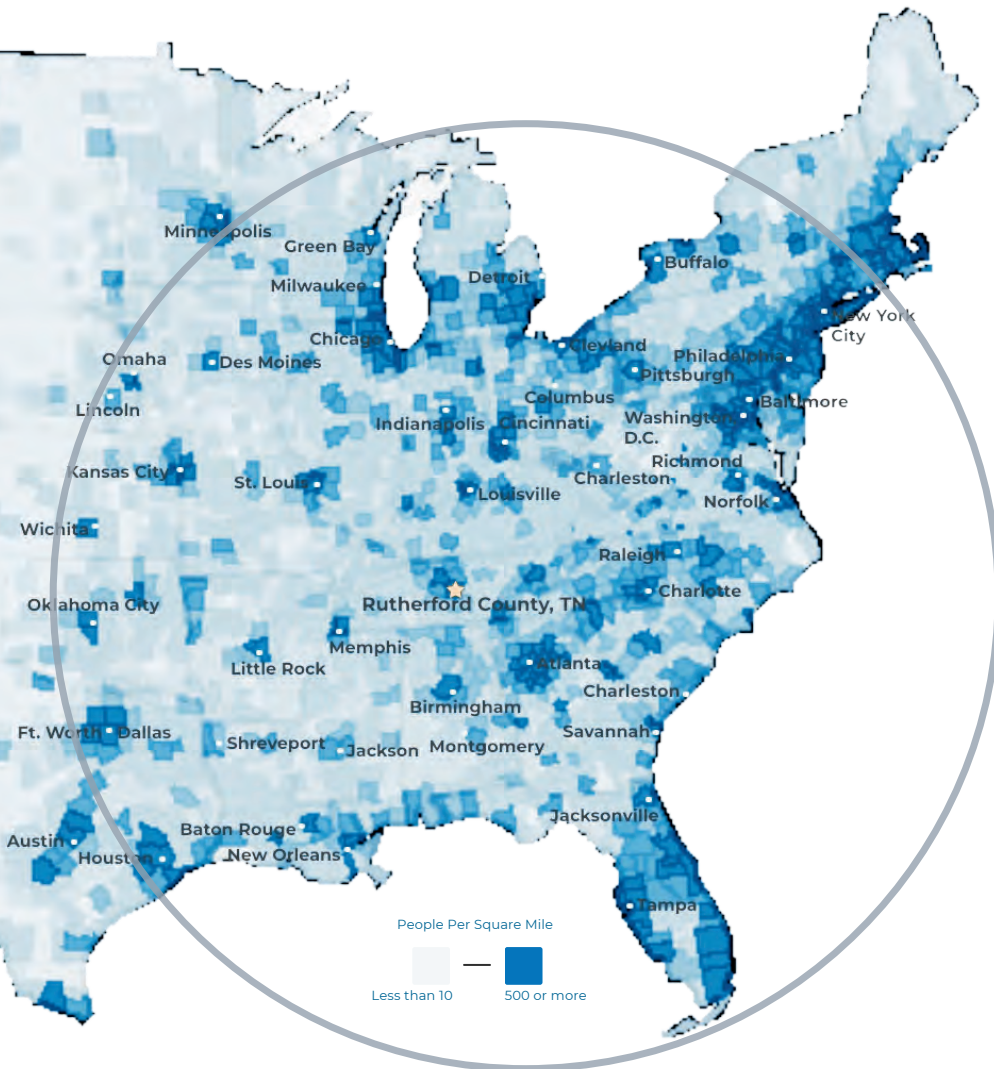 Minneapolis
Green Bay
Buffalo
Detroit
Milwaukee
New York
City
Chicago
Clevland
Philadelphia
Omaha
Des Moines
Pittsburgh
Columbus
Baltimore
Lincoln
Indianapolis
Cincinnati
Washington
D.C.
Richmond
Kansas City
St. Louis
Charleston
Louisville
Norfolk
Wichita
Raleigh
Charlotte
Oklahoma City
Rutherford County, TN
Memphis
Little Rock
Atlanta
Charleston
Birmingham
Ft. Worth
Dallas
Savannah
Shreveport
Jackson
Montgomery
Jacksonville
Baton Rouge
Austin
Houston
New Orleans
Tampa
People Per Square Mile
Less than 10
500 or more